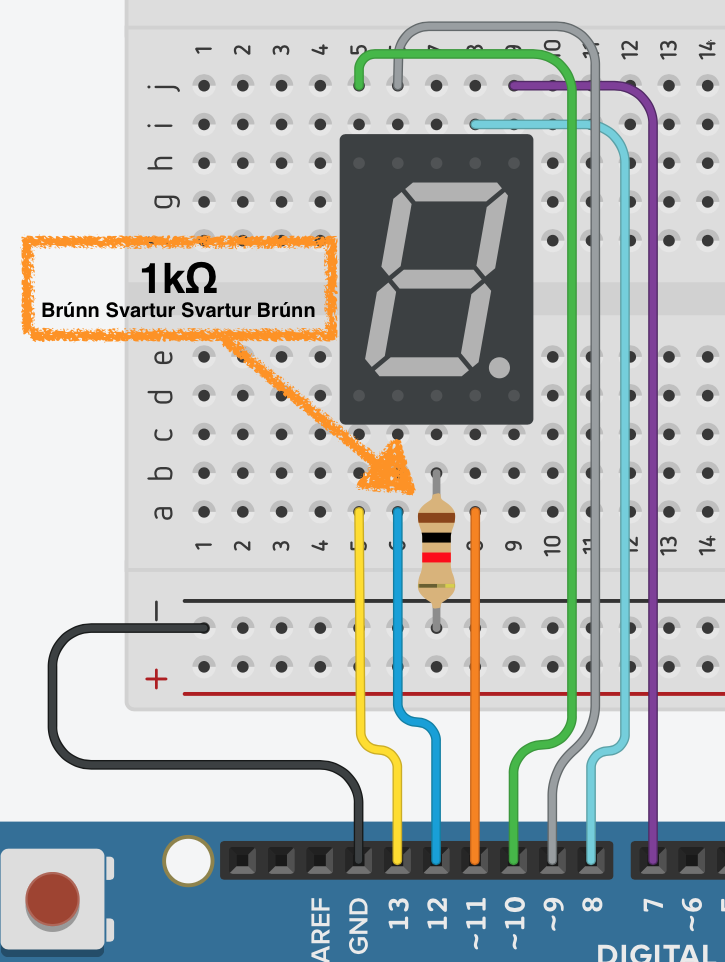 1 2 3 4 5 7 8 9 10 11 12 13 14
j
i
h
g
1kΩ
Brúnn Svartur Svartur Brúnn
e
d
c
b
a
1 2 3 4 5 6 7 8 9 10 11 12 13 14
−
+
AREF GND 13 12 ~11 ~10 ~9 8 7 ~6
DIGITAL